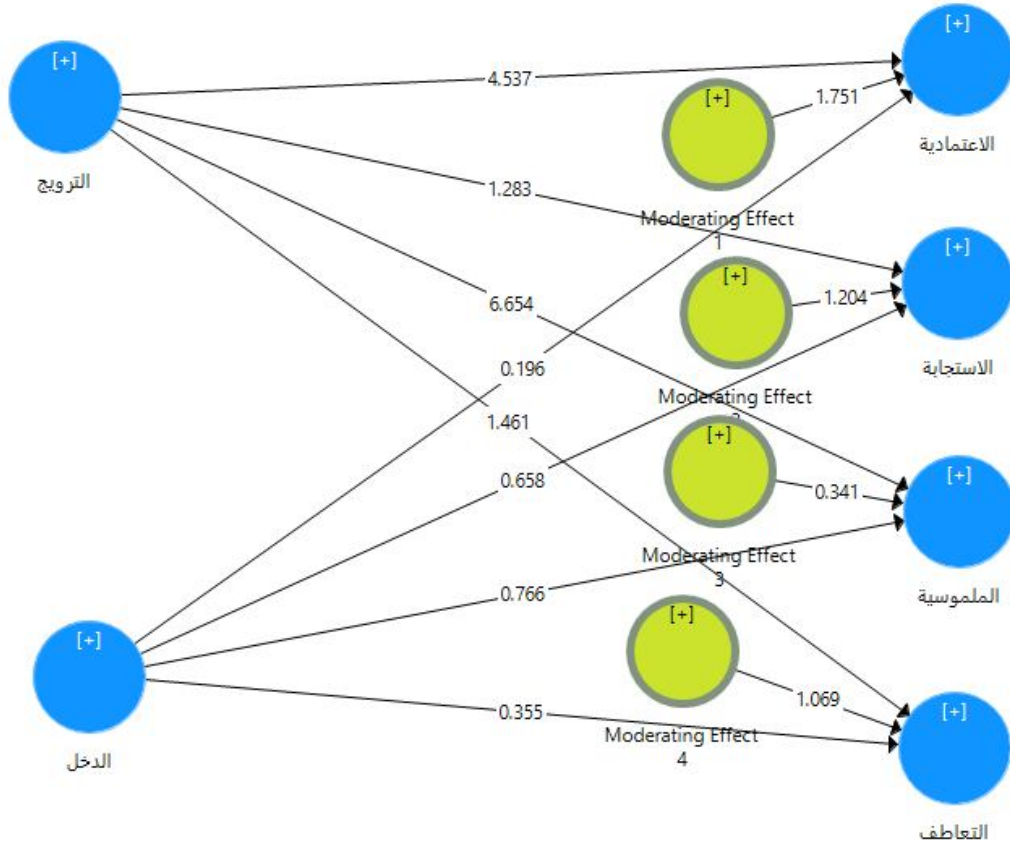 [+]
[+]
4.537
[+]
1.751
الترويج
الاعتمادية
1.283
Moderating Effect
1
[+]
[+]
6.654
1.204
0.196
الاستجابة
Moderating Effect
1.461
[+]
[+]
0.658
0.341
Moderating Effect
3
0.766
الملموسية
[+]
[+]
1.069
[+]
0.355
Moderating Effect
4
الدخل
التعاطف